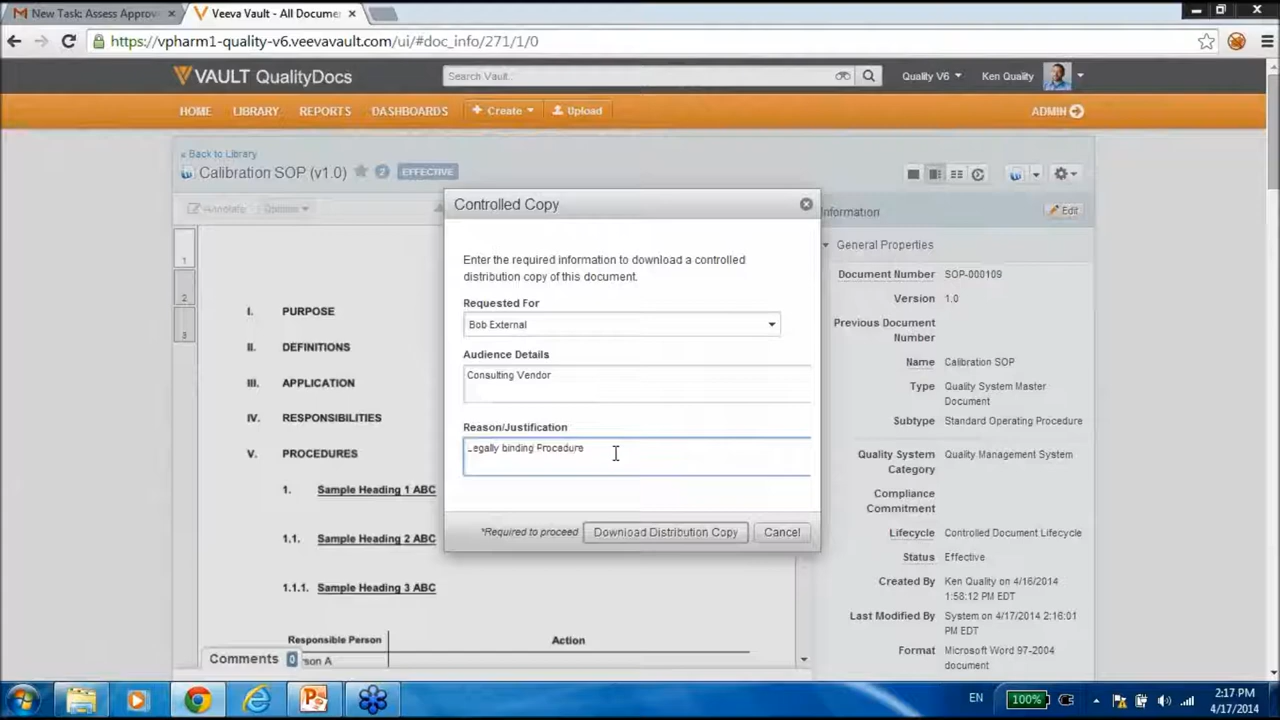 New Task: Assess Approv
Veeva Vault - All Docume
https://vpharm1-quality-v6.veevavault.com/ui/#doc_info/271/1/0
VAULT QualityDocs
Search Vault..
Quality V6
Ken Quality
HOME
LIBRARY
REPORTS
DASHBOARDS
+ Create
Upload
ADMIN
« Back to Library
Calibration SOP (v1.0)
2
EFFECTIVE
Annotate
Options
Information
Edit
1
2
3
I. PURPOSE
II. DEFINITIONS
III. APPLICATION
IV. RESPONSIBILITIES
V. PROCEDURES
1. Sample Heading 1 ABC
1.1. Sample Heading 2 ABC
1.1.1. Sample Heading 3 ABC
Responsible Person Action
son A
Comments 0
Controlled Copy
Enter the required information to download a controlled
distribution copy of this document.
Requested For
Bob External
Audience Details
Consulting Vendor
Reason/Justification
Legally binding Procedure
*Required to proceed
Download Distribution Copy
Cancel
General Properties
Document Number SOP-000109
Version 1.0
Previous Document
Number
Name Calibration SOP
Type Quality System Master
Document
Subtype Standard Operating Procedure
Quality System Quality Management System
Category
Compliance
Commitment
Lifecycle Controlled Document Lifecycle
Status Effective
Created By Ken Quality on 4/16/2014
1:58:12 PM EDT
Last Modified By System on 4/17/2014 2:16:01
PM EDT
Format Microsoft Word 97-2004
document
EN
100%
2:17 PM
4/17/2014